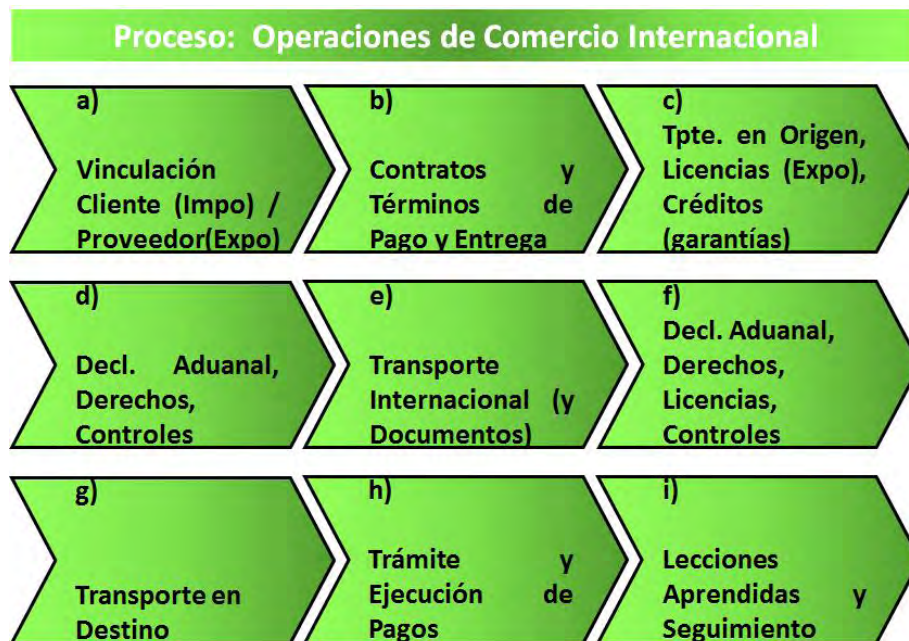 Proceso: Operaciones de Comercio Internacional
a)
Vinculación
Cliente (Impo) /
Proveedor(Expo)
b)
Contratos y
Términos de
Pago y Entrega
c)
Tpte. en Origen,
Licencias (Expo),
Créditos
(garantías)
d)
Decl. Aduanal,
Derechos,
Controles
e)
Transporte
Internacional (y
Documentos)
f)
Decl. Aduanal,
Derechos,
Licencias,
Controles
g)
Transporte en
Destino
h)
Trámite y
Ejecución de
Pagos
i)
Lecciones
Aprendidas y
Seguimiento